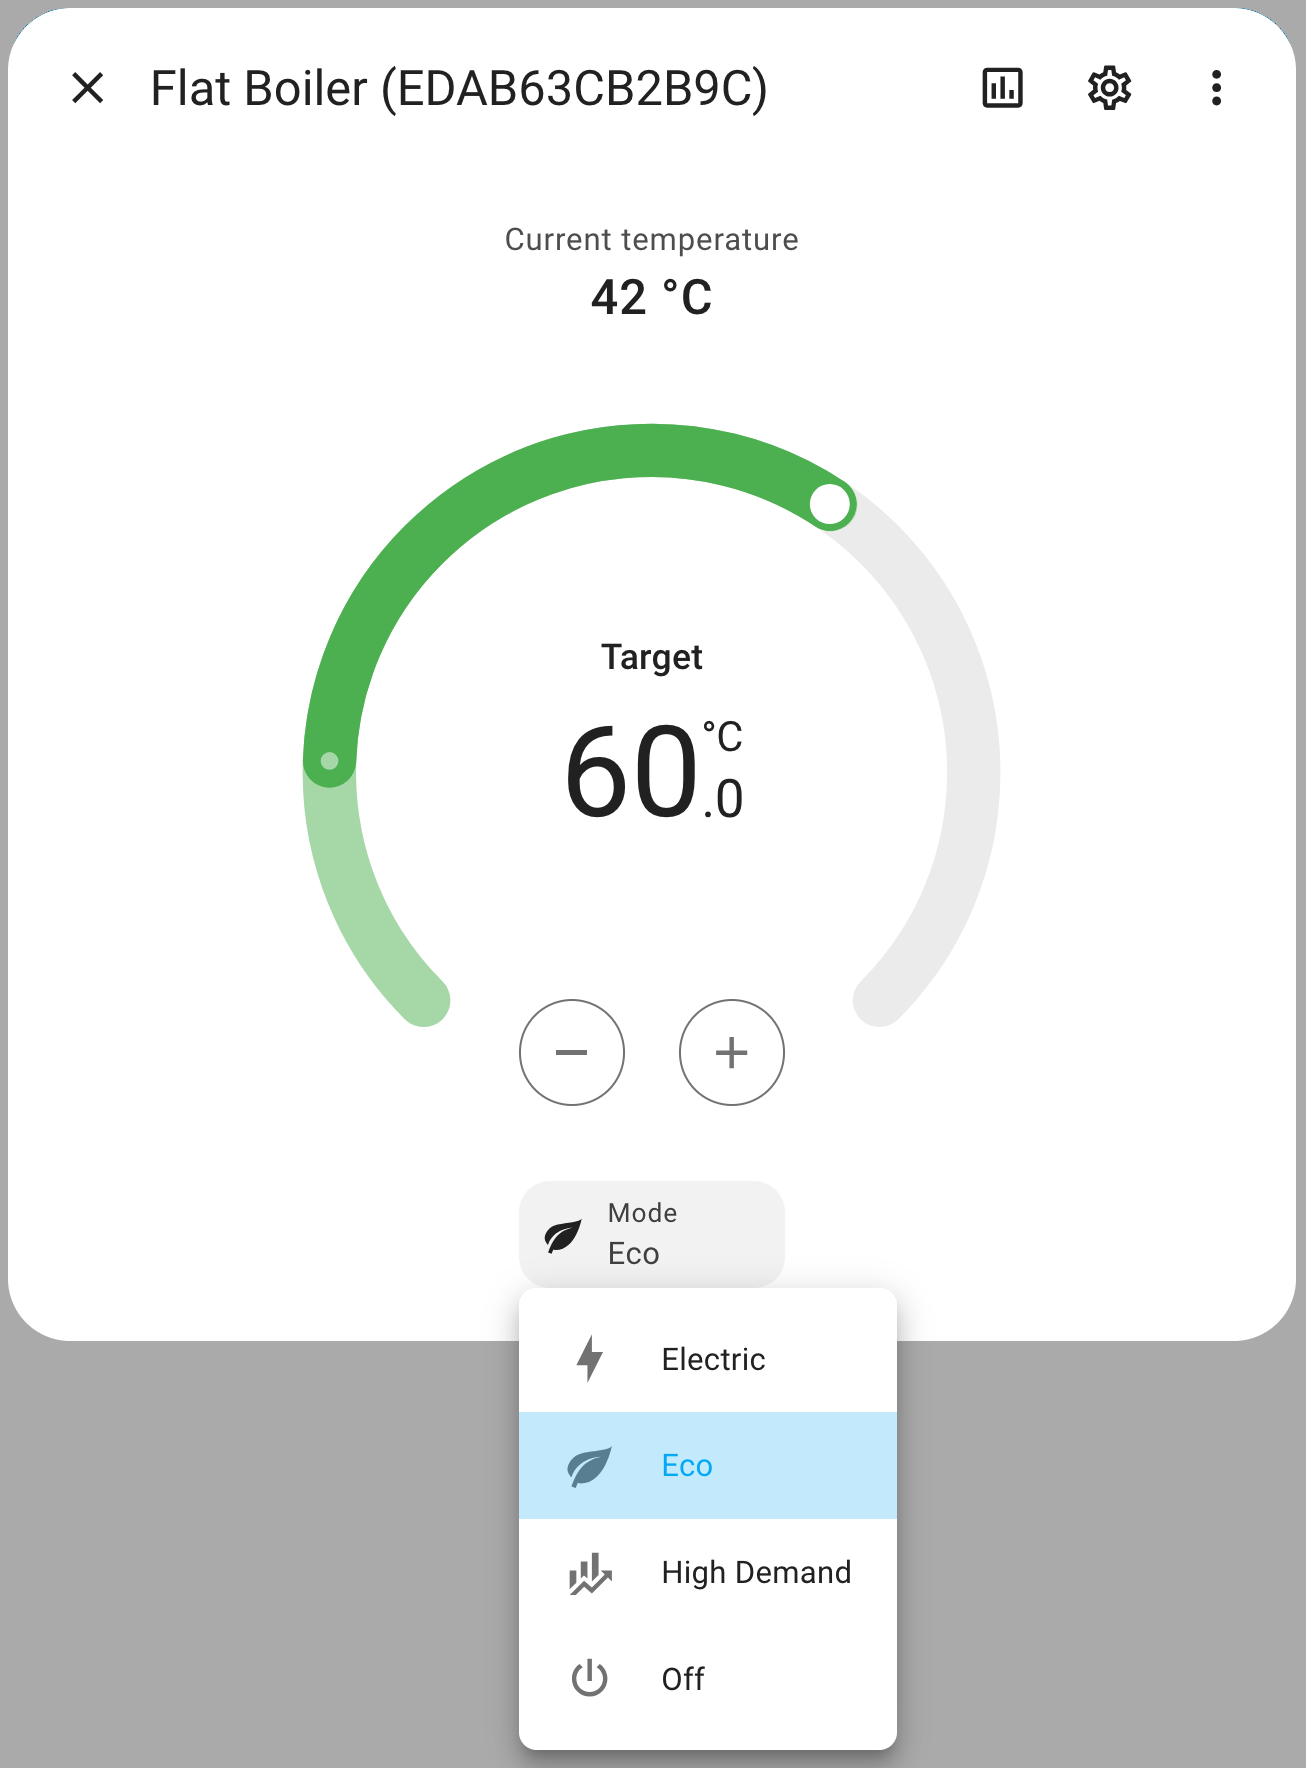 Flat Boiler (EDAB63CB2B9C)
Current temperature
42 °C
Target
60.0 °C
Mode
Eco
Electric
Eco
High Demand
Off